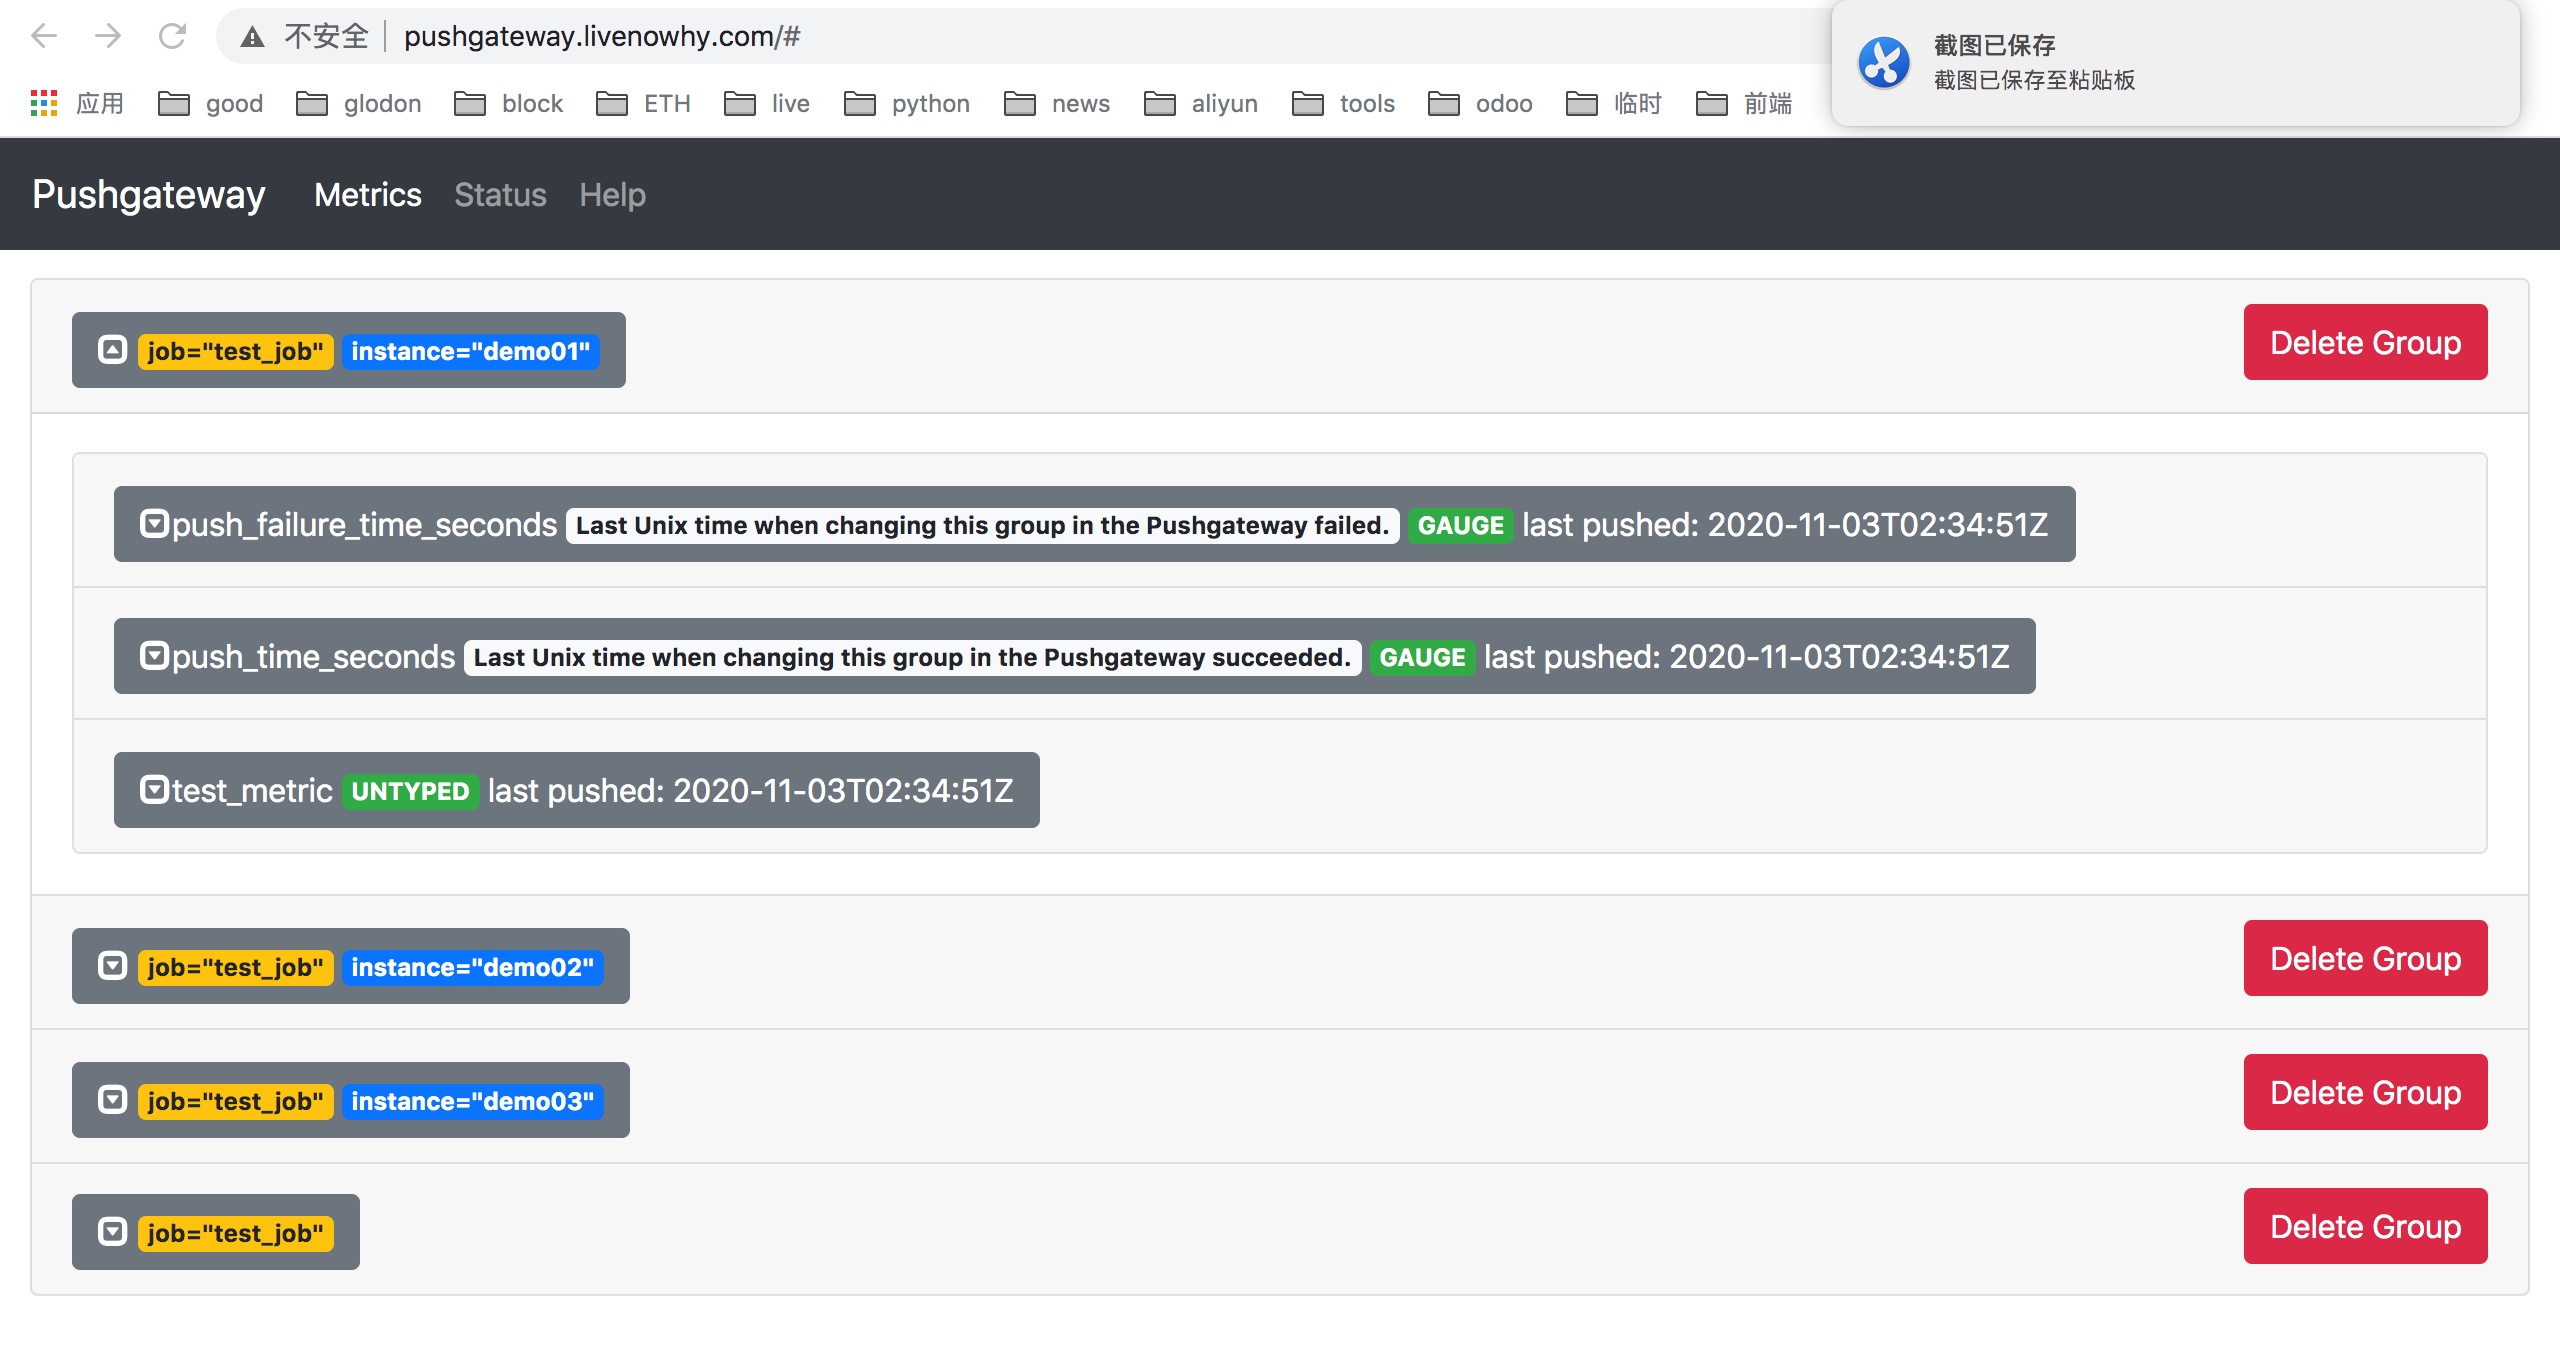 不安全 pushgateway.livenowhy.com/#
截图已保存
截图已保存至粘贴板
应用 good glodon block ETH live python news aliyun tools odoo 临时 前端
Pushgateway Metrics Status Help
job="test_job" instance="demo01" Delete Group
push_failure_time_seconds Last Unix time when changing this group in the Pushgateway failed. GAUGE last pushed: 2020-11-03T02:34:51Z
push_time_seconds Last Unix time when changing this group in the Pushgateway succeeded. GAUGE last pushed: 2020-11-03T02:34:51Z
test_metric UNTYPED last pushed: 2020-11-03T02:34:51Z
job="test_job" instance="demo02" Delete Group
job="test_job" instance="demo03" Delete Group
job="test_job" Delete Group